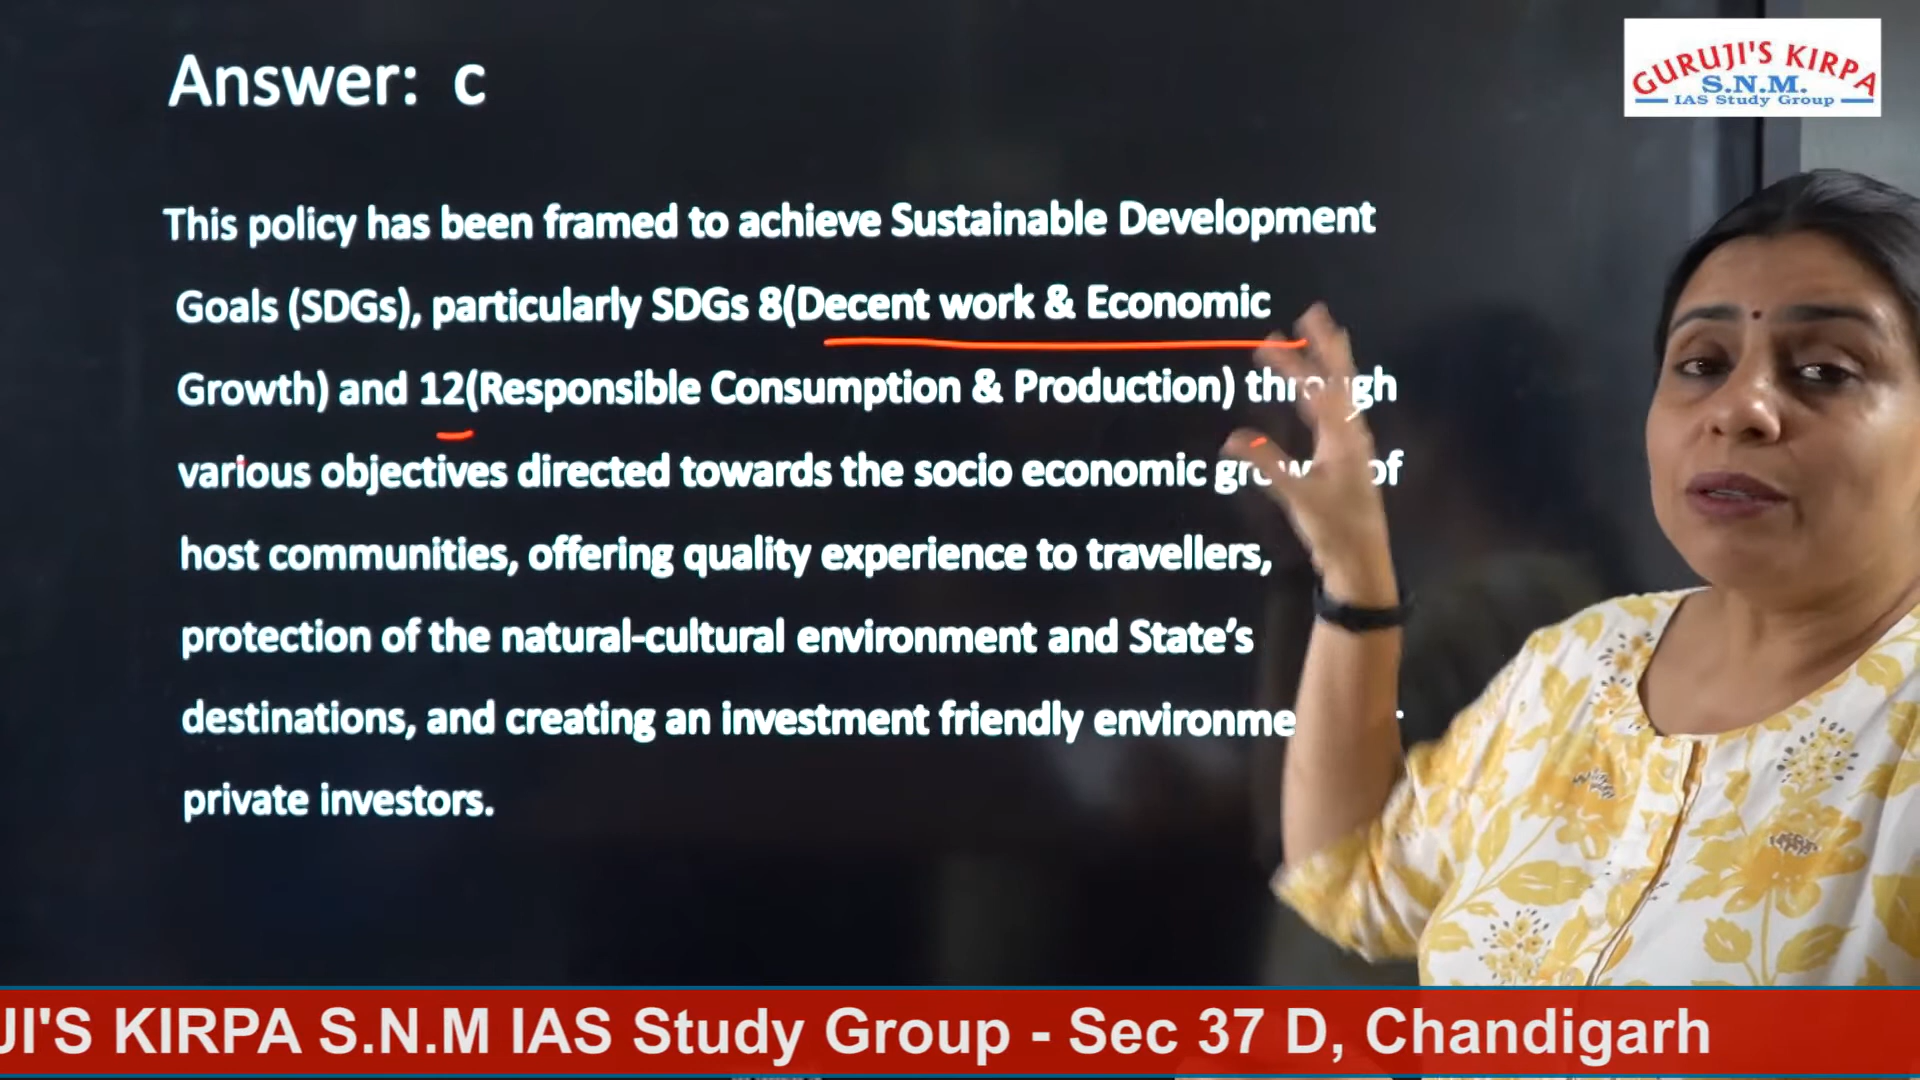 Answer: c
GURUJI'S KIRPA
S.N.M.
IAS Study Group
This policy has been framed to achieve Sustainable Development
Goals (SDGs), particularly SDGs 8(Decent work & Economic
Growth) and 12(Responsible Consumption & Production) through
various objectives directed towards the socio economic of
host communities, offering quality experience to travellers,
protection of the natural-cultural environment and State's
destinations, and creating an investment friendly
private investors.
JI'S KIRPA S.N.M IAS Study Group - Sec 37 D, Chandigarh